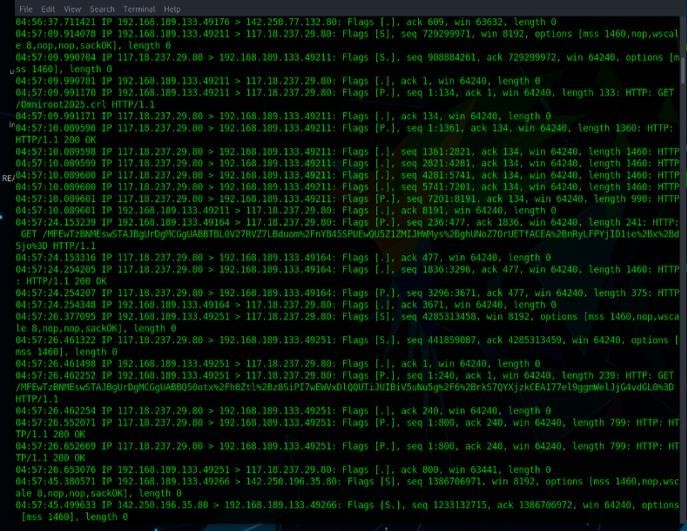 File Edit View Search Terminal Help
04:56:37.711421 IP 192.168.189.133.49176 > 142.250.77.132.80: Flags [.], ack 609, win 63632, length 0
04:57:09.914078 IP 192.168.189.133.49211 > 117.18.237.29.80: Flags [S], seq 729299971, win 8192, options [mss 1460,nop,wscal
e 8,nop,nop,sackOK], length 0
04:57:09.990704 IP 117.18.237.29.80 > 192.168.189.133.49211: Flags [S.], seq 908884261, ack 729299972, win 64240, options [m
ss 1460], length 0
04:57:09.990781 IP 192.168.189.133.49211 > 117.18.237.29.80: Flags [.], ack 1, win 64240, length 0
04:57:09.991170 IP 192.168.189.133.49211 > 117.18.237.29.80: Flags [P.], seq 1:134, ack 1, win 64240, length 133: HTTP: GET
/Omniroot2025.crl HTTP/1.1
04:57:09.991171 IP 117.18.237.29.80 > 192.168.189.133.49211: Flags [.], ack 134, win 64240, length 0
04:57:10.089596 IP 117.18.237.29.80 > 192.168.189.133.49211: Flags [P.], seq 1:1361, ack 134, win 64240, length 1360: HTTP:
HTTP/1.1 200 OK
04:57:10.089598 IP 117.18.237.29.80 > 192.168.189.133.49211: Flags [.], seq 1361:2821, ack 134, win 64240, length 1460: HTTP
04:57:10.089599 IP 117.18.237.29.80 > 192.168.189.133.49211: Flags [.], seq 2821:4281, ack 134, win 64240, length 1460: HTTP
04:57:10.089600 IP 117.18.237.29.80 > 192.168.189.133.49211: Flags [.], seq 4281:5741, ack 134, win 64240, length 1460: HTTP
04:57:10.089600 IP 117.18.237.29.80 > 192.168.189.133.49211: Flags [.], seq 5741:7201, ack 134, win 64240, length 1460: HTTP
04:57:10.089601 IP 117.18.237.29.80 > 192.168.189.133.49211: Flags [P.], seq 7201:8191, ack 134, win 64240, length 990: HTTP
04:57:10.089601 IP 192.168.189.133.49211 > 117.18.237.29.80: Flags [.], ack 8191, win 64240, length 0
04:57:24.153239 IP 192.168.189.133.49164 > 117.18.237.29.80: Flags [P.], seq 236:477, ack 1836, win 64240, length 241: HTTP:
GET
HTTP/1.1
04:57:24.153316 IP 117.18.237.29.80 > 192.168.189.133.49164: Flags [.], ack 477, win 64240, length 0
04:57:24.254205 IP 117.18.237.29.80 > 192.168.189.133.49164: Flags [.], seq 1836:3296, ack 477, win 64240, length 1460: HTTP
: HTTP/1.1 200 OK
04:57:24.254207 IP 117.18.237.29.80 > 192.168.189.133.49164: Flags [P.], seq 3296:3671, ack 477, win 64240, length 375: HTTP
04:57:24.254348 IP 192.168.189.133.49164 > 117.18.237.29.80: Flags [.], ack 3671, win 64240, length 0
04:57:26.377095 IP 192.168.189.133.49251 > 117.18.237.29.80: Flags [S], seq 4285313458, win 8192, options [mss 1460,nop,wsca
le 8,nop,nop,sackOK], length 0
04:57:26.461322 IP 117.18.237.29.80 > 192.168.189.133.49251: Flags [S.], seq 441859087, ack 4285313459, win 64240, options [
mss 1460], length 0
04:57:26.461498 IP 192.168.189.133.49251 > 117.18.237.29.80: Flags [.], ack 1, win 64240, length 0
04:57:26.462252 IP 192.168.189.133.49251 > 117.18.237.29.80: Flags [P.], seq 1:240, ack 1, win 64240, length 239: HTTP: GET
HTTP/1.1
04:57:26.462254 IP 117.18.237.29.80 > 192.168.189.133.49251: Flags [.], ack 240, win 64240, length 0
04:57:26.552071 IP 117.18.237.29.80 > 192.168.189.133.49251: Flags [P.], seq 1:800, ack 240, win 64240, length 799: HTTP: HT
TP/1.1 200 OK
04:57:26.652669 IP 117.18.237.29.80 > 192.168.189.133.49251: Flags [P.], seq 1:800, ack 240, win 64240, length 799: HTTP: HT
TP/1.1 200 OK
04:57:26.653076 IP 192.168.189.133.49251 > 117.18.237.29.80: Flags [.], ack 800, win 63441, length 0
04:57:45.380571 IP 192.168.189.133.49266 > 142.250.196.35.80: Flags [S], seq 1386706971, win 8192, options [mss 1460,nop,wsc
ale 8,nop,nop,sackOK], length 0
04:57:45.499633 IP 142.250.196.35.80 > 192.168.189.133.49266: Flags [S.], seq 1233132715, ack 1386706972, win 64240, options
[mss 1460], length 0